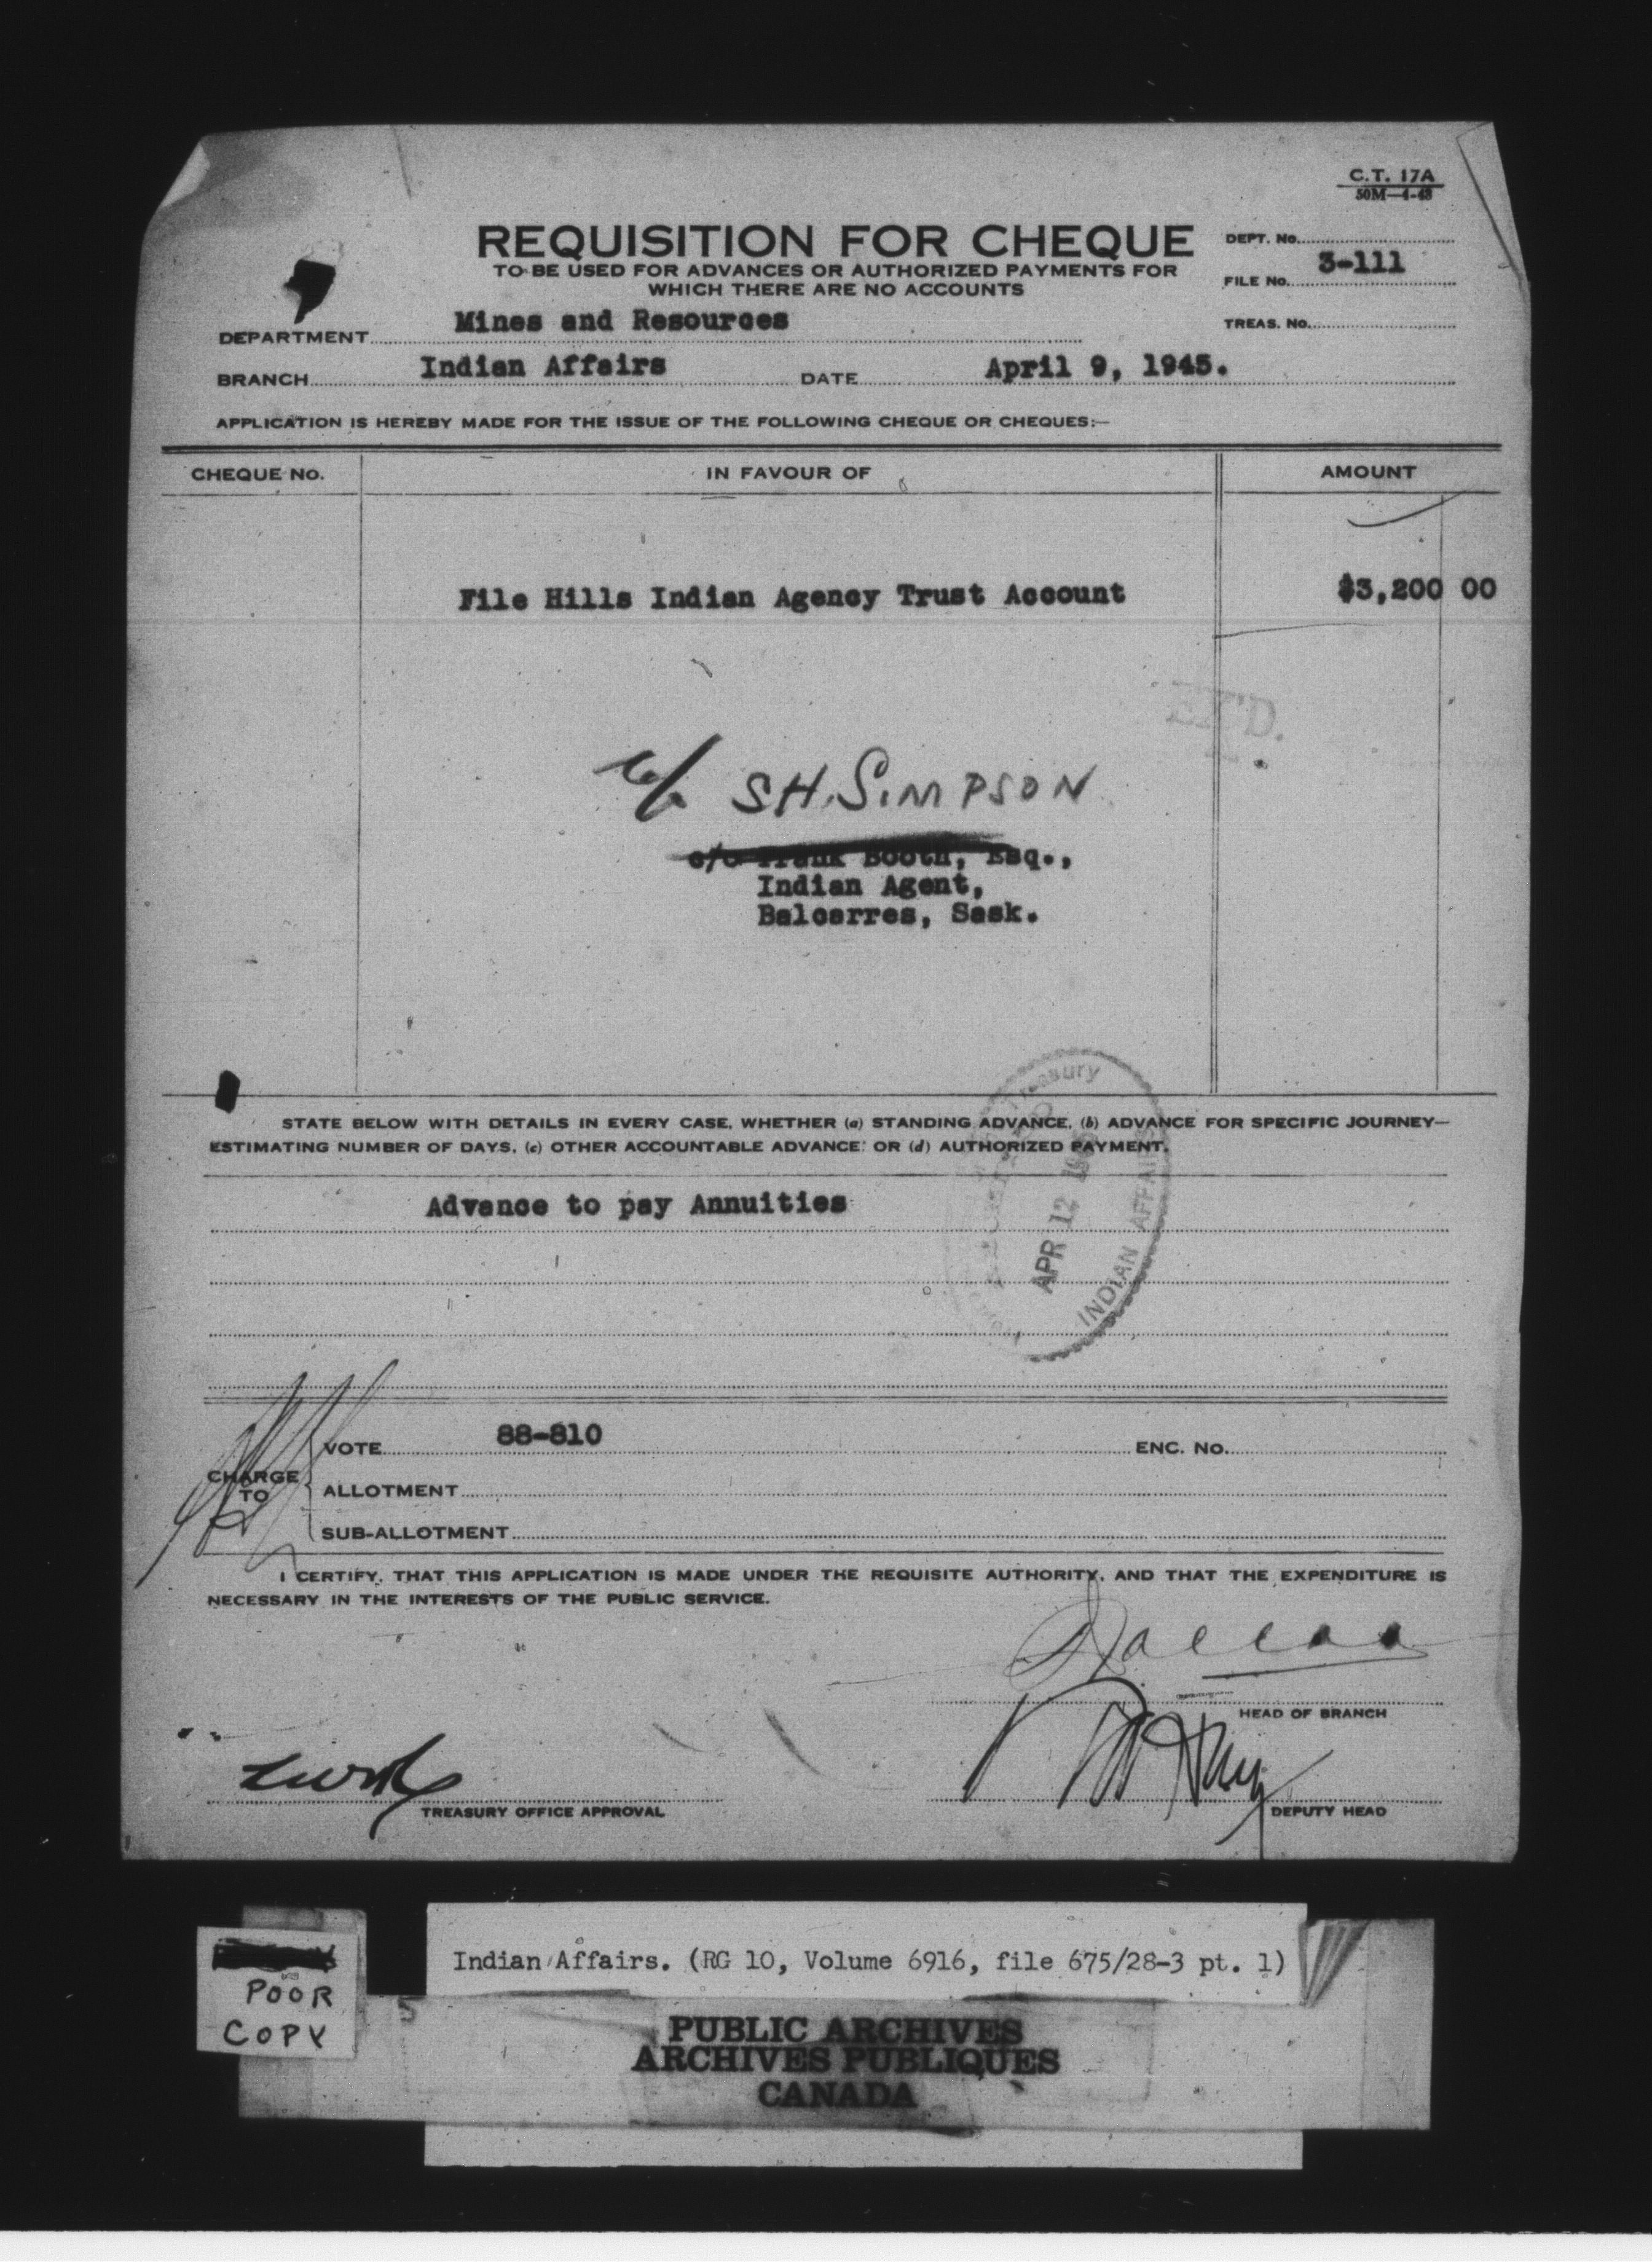 C.T. 17A
50M—4-43
REQUISITION FOR CHEQUE
TO BE USED FOR ADVANCES OR AUTHORIZED PAYMENTS FOR
WHICH THERE ARE NO ACCOUNTS
DEPT. No.
FILE No. 3-111
TREAS. No.
DEPARTMENT Mines and Resources
BRANCH Indian Affairs DATE April 9, 1945.
APPLICATION IS HEREBY MADE FOR THE ISSUE OF THE FOLLOWING CHEQUE OR CHEQUES:—
CHEQUE No. IN FAVOUR OF AMOUNT
File Hills Indian Agency Trust Account $3,200 00
c/o SH. SIMPSON
c/o Frank Booth, Esq.,
Indian Agent,
Balcarres, Sask.
Treasury
APR 12
INDIAN AFFAIRS
STATE BELOW WITH DETAILS IN EVERY CASE, WHETHER (a) STANDING ADVANCE, (b) ADVANCE FOR SPECIFIC JOURNEY—
ESTIMATING NUMBER OF DAYS, (c) OTHER ACCOUNTABLE ADVANCE: OR (d) AUTHORIZED PAYMENT.
Advance to pay Annuities
CHARGE TO
VOTE 88-810 ENC. No.
ALLOTMENT
SUB-ALLOTMENT
I CERTIFY, THAT THIS APPLICATION IS MADE UNDER THE REQUISITE AUTHORITY, AND THAT THE EXPENDITURE IS
NECESSARY IN THE INTERESTS OF THE PUBLIC SERVICE.
HEAD OF BRANCH
TREASURY OFFICE APPROVAL
DEPUTY HEAD
Indian Affairs. (RG 10, Volume 6916, file 675/28-3 pt. 1)
POOR
COPY
PUBLIC ARCHIVES
ARCHIVES PUBLIQUES
CANADA